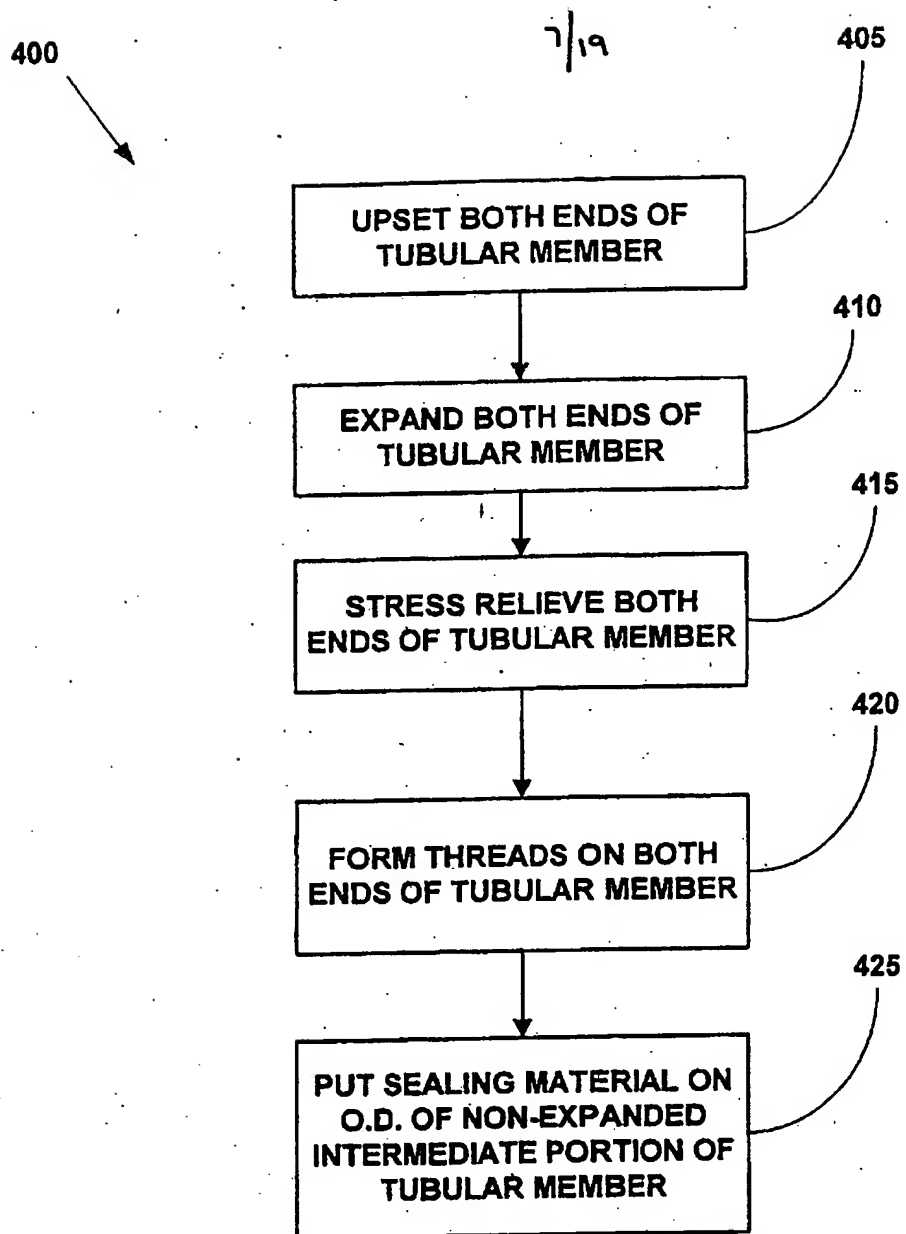 7/19
400
405
UPSET BOTH ENDS OF
TUBULAR MEMBER
410
EXPAND BOTH ENDS OF
TUBULAR MEMBER
415
STRESS RELIEVE BOTH
ENDS OF TUBULAR MEMBER
420
FORM THREADS ON BOTH
ENDS OF TUBULAR MEMBER
425
PUT SEALING MATERIAL ON
O.D. OF NON-EXPANDED
INTERMEDIATE PORTION OF
TUBULAR MEMBER